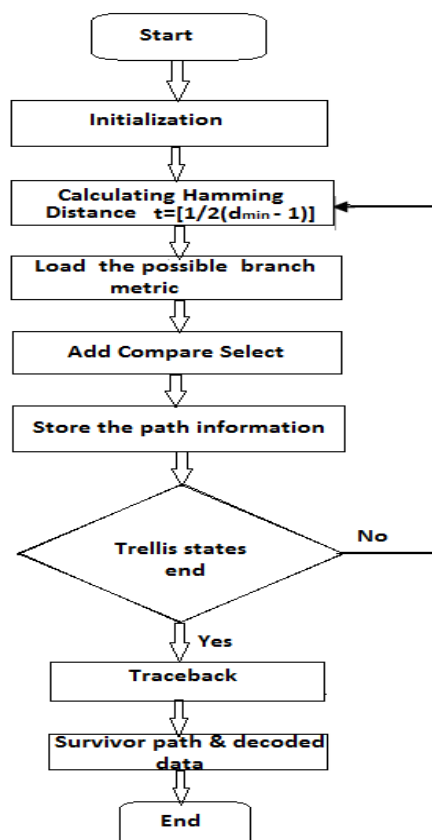 Start
Initialization
Calculating Hamming
Distance t=[1/2(dmin - 1)]
Load the possible branch
metric
Add Compare Select
Store the path information
Trellis states
end
No
Yes
Traceback
Survivor path & decoded
data
End